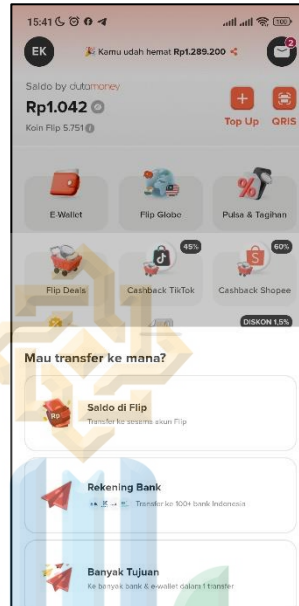 15:41
100
EK
Kamu udah hemat Rp1.289.200
2
Saldo by dutamoney
Rp1.042
Koin Flip 5.751
Top Up
QRIS
E-Wallet
Flip Globe
Pulsa & Tagihan
45%
60%
Flip Deals
Cashback TikTok
Cashback Shopee
DISKON 1,5%
Mau transfer ke mana?
Rp
Saldo di Flip
Transfer ke sesama akun Flip
Rekening Bank
Transfer ke 100+ bank Indonesia
Banyak Tujuan
Ke banyak bank & e-wallet dalam 1 transfer